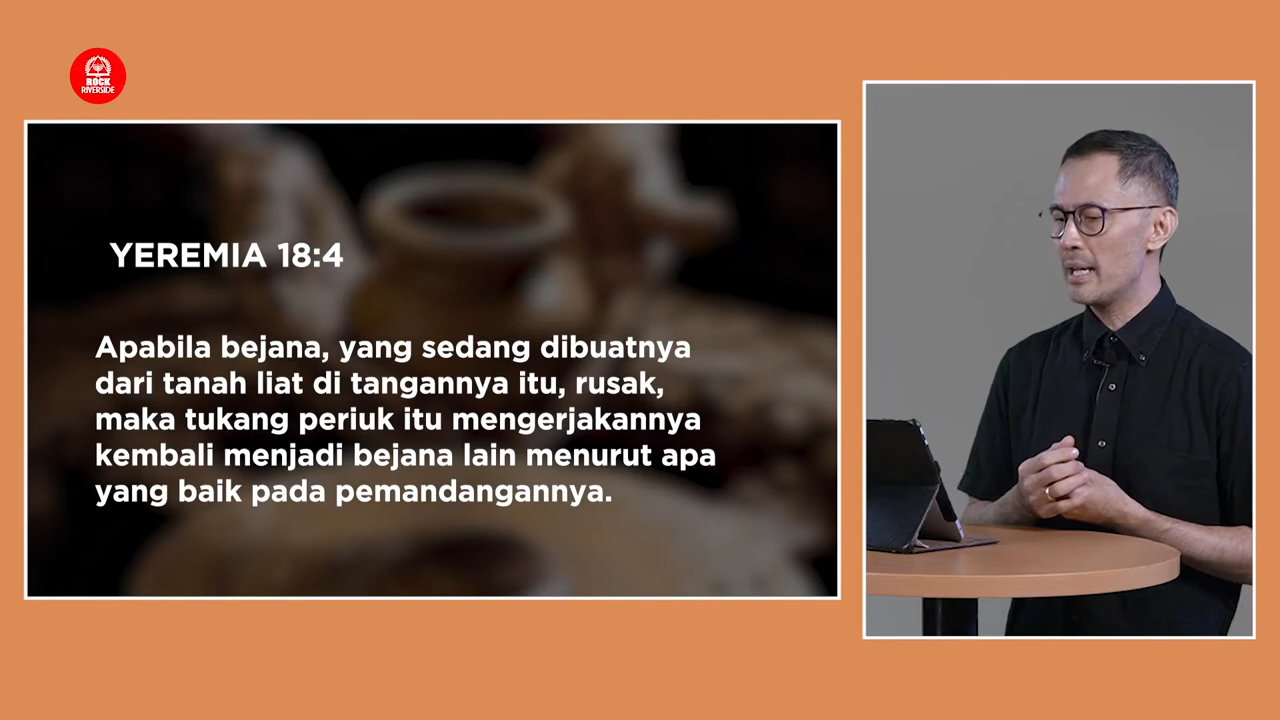 ROCK
RIVERSIDE
YEREMIA 18:4
Apabila bejana, yang sedang dibuatnya
dari tanah liat di tangannya itu, rusak,
maka tukang periuk itu mengerjakannya
kembali menjadi bejana lain menurut apa
yang baik pada pemandangannya.